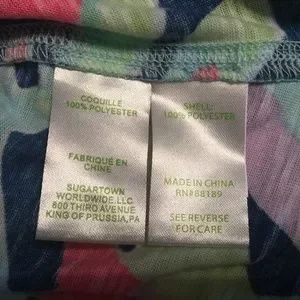 COQUILLE
100% POLYESTER
FABRIQUÉ EN
CHINE
SUGARTOWN
WORLDWIDE,LLC
800 THIRD AVENUE
KING OF PRUSSIA,PA
SHELL:
100% POLYESTER
MADE IN CHINA
RN#88189
SEE REVERSE
FOR CARE